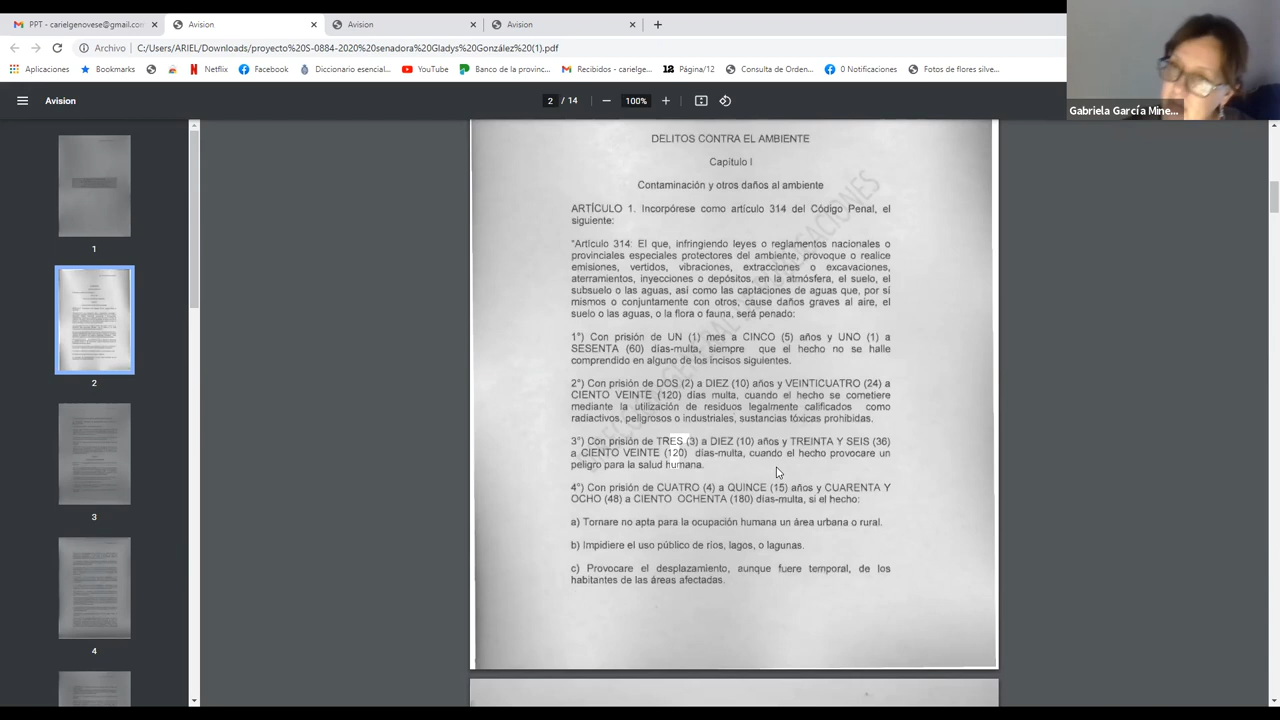 PPT - carielgenovese@gmail.com
Avision
Avision
Avision
Archivo
C:/Users/ARIEL/Downloads/proyecto%20S-0884-2020%20senadora%20Gladys%20González%20(1).pdf
Aplicaciones
Bookmarks
Netflix
Facebook
Diccionario esencial...
YouTube
Banco de la provinc...
Recibidos - carielge...
12 Página/12
Consulta de Orden...
0 Notificaciones
Fotos de flores silve...
Gabriela García Mine...
Avision
2 / 14
100%
1
2
3
4
DELITOS CONTRA EL AMBIENTE
Capítulo I
Contaminación y otros daños al ambiente
ARTÍCULO 1. Incorpórese como artículo 314 del Código Penal, el
siguiente:
"Artículo 314: El que, infringiendo leyes o reglamentos nacionales o
provinciales especiales protectores del ambiente, provoque o realice
emisiones, vertidos, vibraciones, extracciones o excavaciones,
aterramientos, inyecciones o depósitos, en la atmósfera, el suelo, el
subsuelo o las aguas, así como las captaciones de aguas que, por sí
mismos o conjuntamente con otros, cause daños graves al aire, el
suelo o las aguas, o la flora o fauna, será penado:
1°) Con prisión de UN (1) mes a CINCO (5) años y UNO (1) a
SESENTA (60) días-multa, siempre que el hecho no se halle
comprendido en alguno de los incisos siguientes.
2°) Con prisión de DOS (2) a DIEZ (10) años y VEINTICUATRO (24) a
CIENTO VEINTE (120) días multa, cuando el hecho se cometiere
mediante la utilización de residuos legalmente calificados como
radiactivos, peligrosos o industriales, sustancias tóxicas prohibidas.
3°) Con prisión de TRES (3) a DIEZ (10) años y TREINTA Y SEIS (36)
a CIENTO VEINTE (120) días-multa, cuando el hecho provocare un
peligro para la salud humana.
4°) Con prisión de CUATRO (4) a QUINCE (15) años y CUARENTA Y
OCHO (48) a CIENTO OCHENTA (180) días-multa, si el hecho:
a) Tornare no apta para la ocupación humana un área urbana o rural.
b) Impidiere el uso público de ríos, lagos, o lagunas.
c) Provocare el desplazamiento, aunque fuere temporal, de los
habitantes de las áreas afectadas.